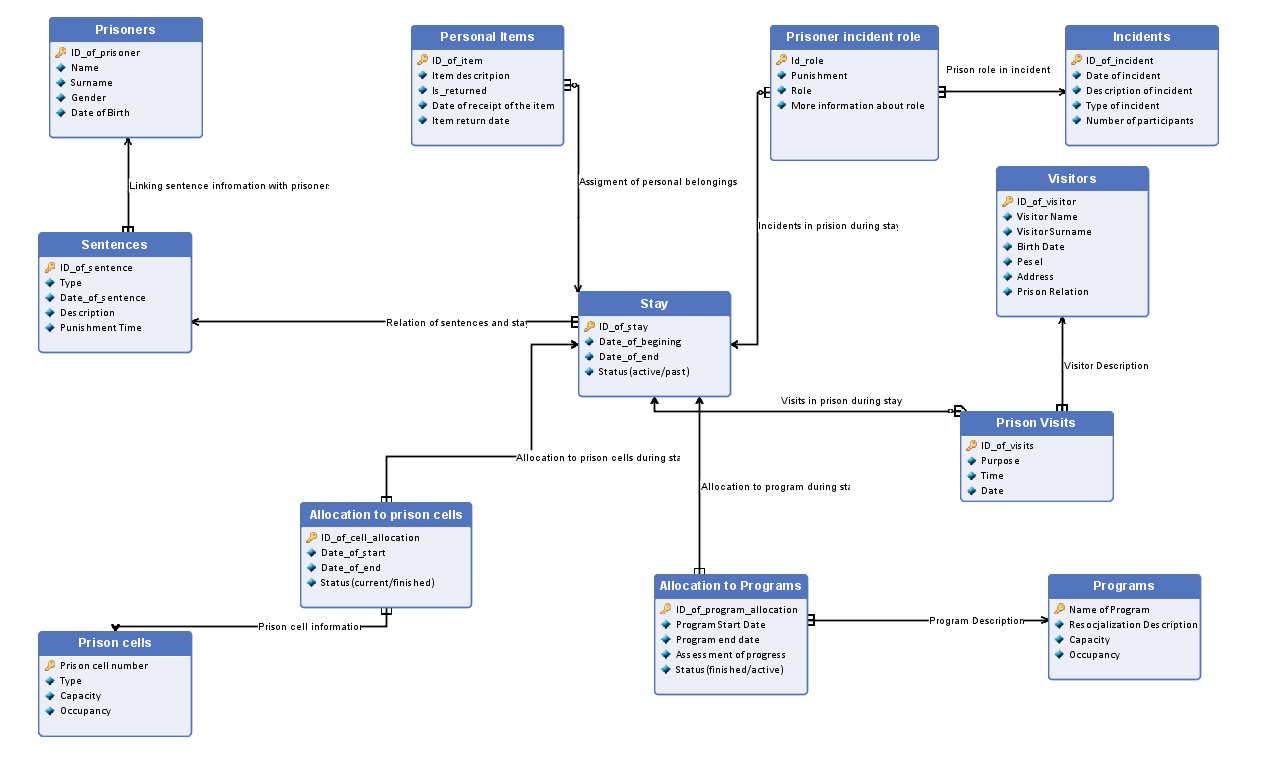 Prisoners
ID_of_prisoner
Name
Surname
Gender
Date of Birth
Personal Items
ID_of_item
Item descritpion
Is_returned
Date of receipt of the item
Item return date
Prisoner incident role
Id_role
Punishment
Role
More information about role
Prison role in incident
Incidents
ID_of_incident
Date of incident
Description of incident
Type of incident
Number of participants
Linking sentence infromation with prisoner
Assigment of personal belongings
Incidents in prision during stay
Visitors
ID_of_visitor
Visitor Name
Visitor Surname
Birth Date
Pesel
Address
Prison Relation
Sentences
ID_of_sentence
Type
Date_of_sentence
Description
Punishment Time
Relation of sentences and stay
Stay
ID_of_stay
Date_of_begining
Date_of_end
Status(active/past)
Visitor Description
Visits in prison during stay
Prison Visits
ID_of_visits
Purpose
Time
Date
Allocation to prison cells during sta
Allocation to program during sta
Allocation to prison cells
ID_of_cell_allocation
Date_of_start
Date_of_end
Status(current/finished)
Prison cell information
Prison cells
Prison cell number
Type
Capacity
Occupancy
Allocation to Programs
ID_of_program_allocation
Program Start Date
Program end date
Assessment of progress
Status(finished/active)
Program Description
Programs
Name of Program
Resocjalization Description
Capacity
Occupancy